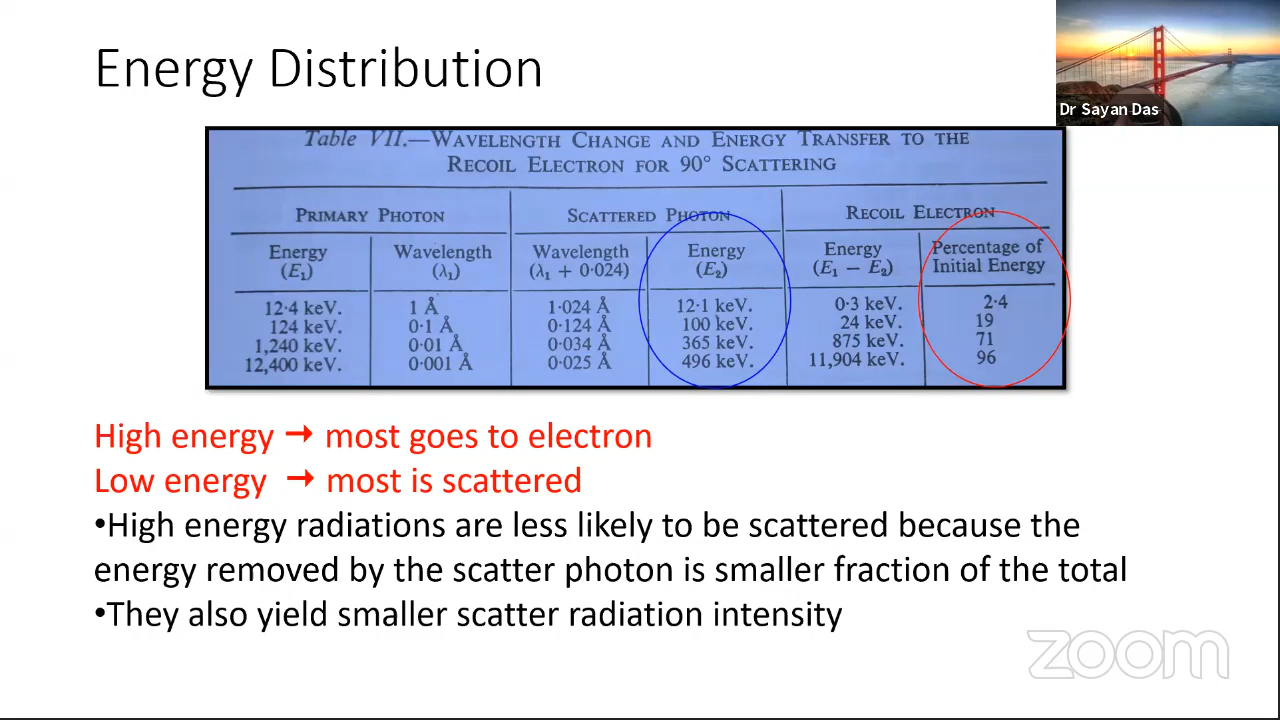 Energy Distribution
Dr Sayan Das
Table VII.—WAVELENGTH CHANGE AND ENERGY TRANSFER TO THE
RECOIL ELECTRON FOR 90° SCATTERING
PRIMARY PHOTON SCATTERED PHOTON RECOIL ELECTRON
Energy (E₁) Wavelength (λ₁) Wavelength (λ₁ + 0·024) Energy (E₂) Energy (E₁ − E₂) Percentage of Initial Energy
12·4 keV. 1 Å 1·024 Å 12·1 keV. 0·3 keV. 2·4
124 keV. 0·1 Å 0·124 Å 100 keV. 24 keV. 19
1,240 keV. 0·01 Å 0·034 Å 365 keV. 875 keV. 71
12,400 keV. 0·001 Å 0·025 Å 496 keV. 11,904 keV. 96
High energy → most goes to electron
Low energy → most is scattered
•High energy radiations are less likely to be scattered because the
energy removed by the scatter photon is smaller fraction of the total
•They also yield smaller scatter radiation intensity
zoom